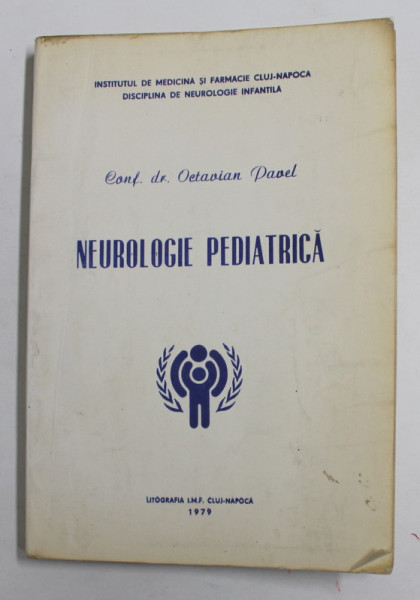 INSTITUTUL DE MEDICINA ȘI FARMACIE CLUJ-NAPOCA
DISCIPLINA DE NEUROLOGIE INFANTILĂ
Conf. dr. Octavian Pavel
NEUROLOGIE PEDIATRICĂ
LITOGRAFIA I.M.F. CLUJ-NAPOCA
1979